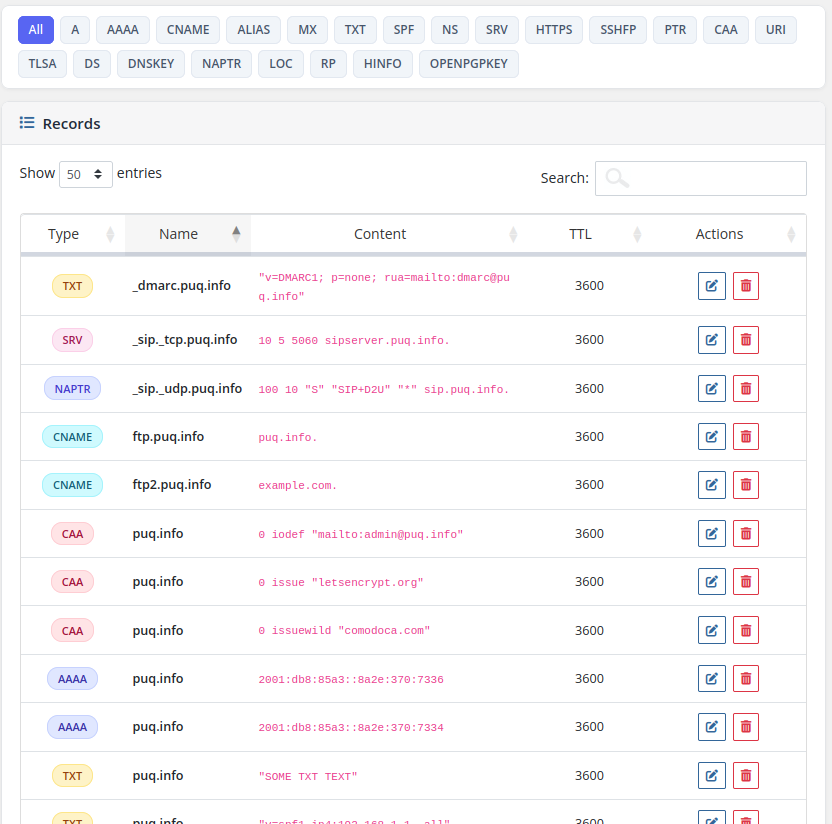 All A AAAA CNAME ALIAS MX TXT SPF NS SRV HTTPS SSHFP PTR CAA URI
TLSA DS DNSKEY NAPTR LOC RP HINFO OPENPGPKEY
Records
Show 50 entries Search:
Type Name Content TTL Actions
TXT _dmarc.puq.info "v=DMARC1; p=none; rua=mailto:dmarc@pu 3600
q.info"
SRV _sip._tcp.puq.info 10 5 5060 sipserver.puq.info. 3600
NAPTR _sip._udp.puq.info 100 10 "S" "SIP+D2U" "*" sip.puq.info. 3600
CNAME ftp.puq.info puq.info. 3600
CNAME ftp2.puq.info example.com. 3600
CAA puq.info 0 iodef "mailto:admin@puq.info" 3600
CAA puq.info 0 issue "letsencrypt.org" 3600
CAA puq.info 0 issuewild "comodoca.com" 3600
AAAA puq.info 2001:db8:85a3::8a2e:370:7336 3600
AAAA puq.info 2001:db8:85a3::8a2e:370:7334 3600
TXT puq.info "SOME TXT TEXT" 3600
TXT puq.info 3600